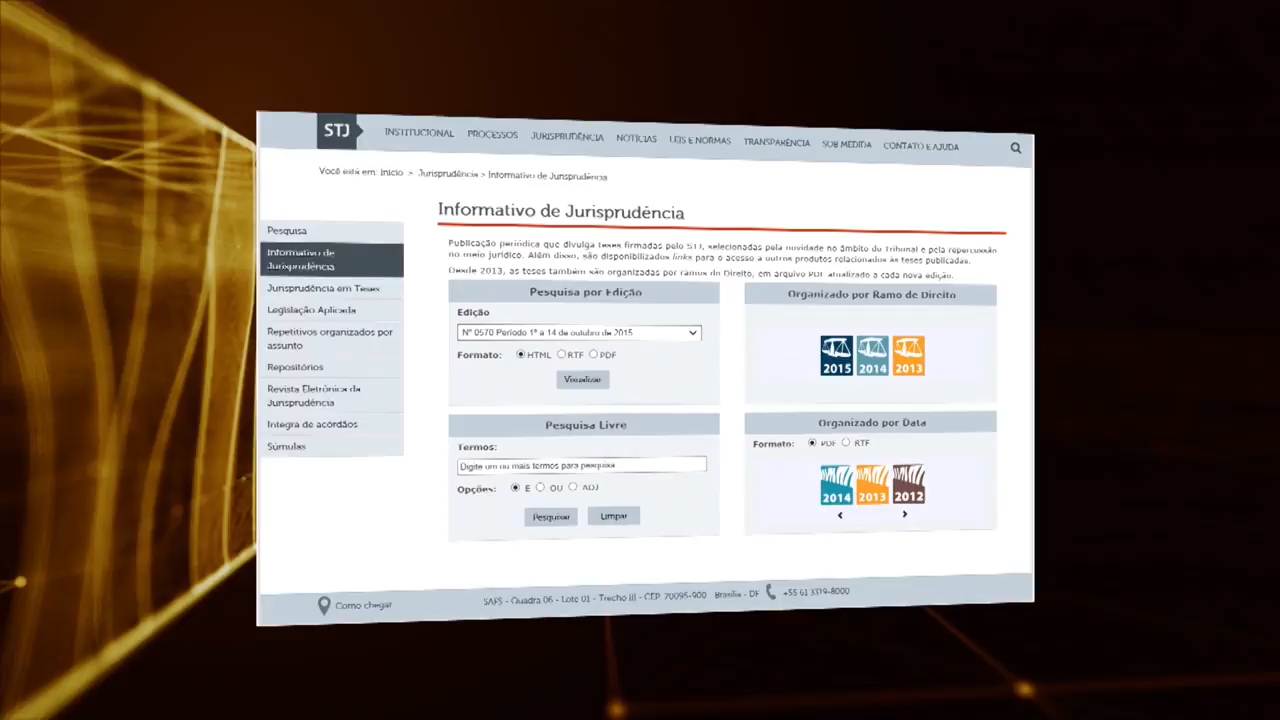 STJ
INSTITUCIONAL PROCESSOS JURISPRUDÊNCIA NOTÍCIAS LEIS E NORMAS TRANSPARÊNCIA SOB MEDIDA CONTATO E AJUDA
Você está em: Início > Jurisprudência > Informativo de Jurisprudência
Pesquisa
Informativo de
Jurisprudência
Jurisprudência em Teses
Legislação Aplicada
Repetitivos organizados por
assunto
Repositórios
Revista Eletrônica da
Jurisprudência
Íntegra de acórdãos
Súmulas
Informativo de Jurisprudência
Publicação periódica que divulga teses firmadas pelo STJ, selecionadas pela novidade no âmbito do Tribunal e pela repercussão
no meio jurídico. Além disso, são disponibilizados links para o acesso a outros produtos relacionados às teses publicadas.
Desde 2013, as teses também são organizadas por ramos do Direito, em arquivo PDF atualizado a cada nova edição.
Pesquisa por Edição
Edição
Nº 0570 Período 1º a 14 de outubro de 2015
Formato: HTML RTF PDF
Visualizar
Organizado por Ramo de Direito
2015 2014 2013
Pesquisa Livre
Termos:
Digite um ou mais termos para pesquisa
Opções: E OU ADJ
Pesquisar Limpar
Organizado por Data
Formato: PDF RTF
2014 2013 2012
Como chegar
SAFS - Quadra 06 - Lote 01 - Trecho III - CEP: 70095-900 Brasília - DF +55 61 3319-8000